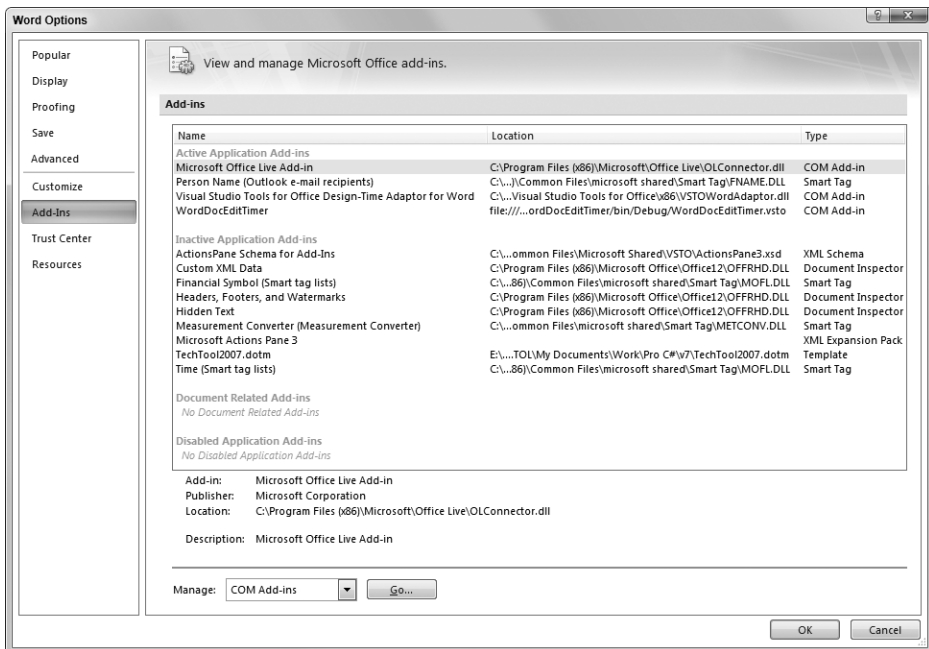 Word Options
Popular
Display
Proofing
Save
Advanced
Customize
Add-Ins
Trust Center
Resources
View and manage Microsoft Office add-ins.
Add-ins
Name Location Type
Active Application Add-ins
Microsoft Office Live Add-in C:\Program Files (x86)\Microsoft\Office Live\OLConnector.dll COM Add-in
Person Name (Outlook e-mail recipients) C:\...)\Common Files\microsoft shared\Smart Tag\FNAME.DLL Smart Tag
Visual Studio Tools for Office Design-Time Adaptor for Word C:\...Visual Studio Tools for Office\x86\VSTOWordAdaptor.dll COM Add-in
WordDocEditTimer file:///...ordDocEditTimer/bin/Debug/WordDocEditTimer.vsto COM Add-in
Inactive Application Add-ins
ActionsPane Schema for Add-Ins C:\...ommon Files\Microsoft Shared\VSTO\ActionsPane3.xsd XML Schema
Custom XML Data C:\Program Files (x86)\Microsoft Office\Office12\OFFRHD.DLL Document Inspector
Financial Symbol (Smart tag lists) C:\...86)\Common Files\microsoft shared\Smart Tag\MOFL.DLL Smart Tag
Headers, Footers, and Watermarks C:\Program Files (x86)\Microsoft Office\Office12\OFFRHD.DLL Document Inspector
Hidden Text C:\Program Files (x86)\Microsoft Office\Office12\OFFRHD.DLL Document Inspector
Measurement Converter (Measurement Converter) C:\...ommon Files\microsoft shared\Smart Tag\METCONV.DLL Smart Tag
Microsoft Actions Pane 3 XML Expansion Pack
TechTool2007.dotm E:\....TOL\My Documents\Work\Pro C#\v7\TechTool2007.dotm Template
Time (Smart tag lists) C:\...86)\Common Files\microsoft shared\Smart Tag\MOFL.DLL Smart Tag
Document Related Add-ins
No Document Related Add-ins
Disabled Application Add-ins
No Disabled Application Add-ins
Add-in: Microsoft Office Live Add-in
Publisher: Microsoft Corporation
Location: C:\Program Files (x86)\Microsoft\Office Live\OLConnector.dll
Description: Microsoft Office Live Add-in
Manage: COM Add-ins Go...
OK Cancel